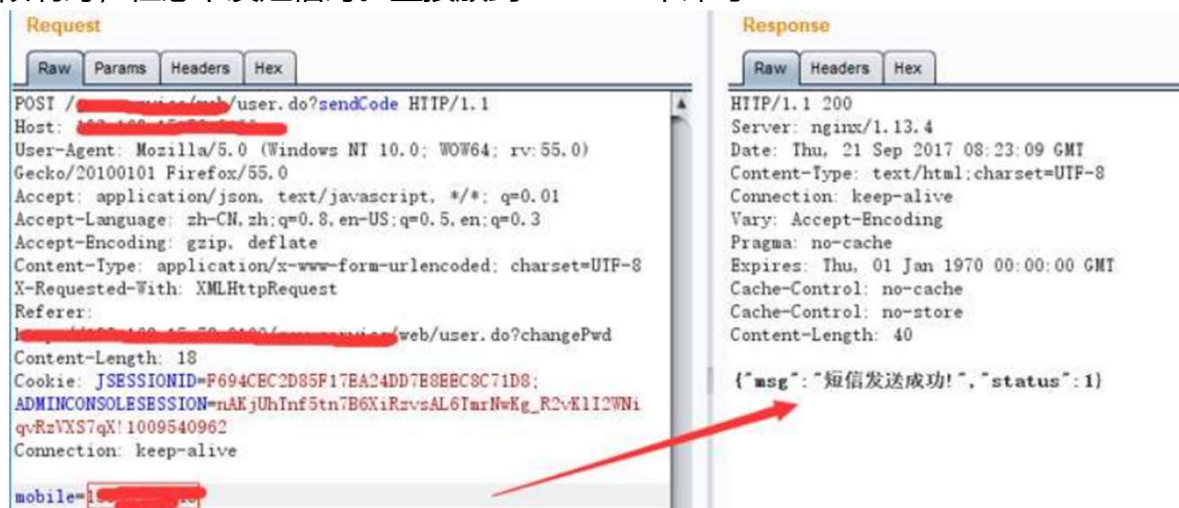 Request
Raw Params Headers Hex
POST / /user.do?sendCode HTTP/1.1
Host:
User-Agent: Mozilla/5.0 (Windows NT 10.0; WOW64; rv:55.0)
Gecko/20100101 Firefox/55.0
Accept: application/json, text/javascript, */*; q=0.01
Accept-Language: zh-CN,zh;q=0.8,en-US;q=0.5,en;q=0.3
Accept-Encoding: gzip, deflate
Content-Type: application/x-www-form-urlencoded; charset=UTF-8
X-Requested-With: XMLHttpRequest
Referer:
/web/user.do?changePwd
Content-Length: 18
Cookie: JSESSIONID=F694CEC2D85F17EA24DD7E8EEC8C71D8;
ADMINCONSOLESESSION=nAKjUhInf5tn7B6XiRzvsAL6TmrNwKg_R2vKlI2WNi
qvRzVXS7qX!1009540962
Connection: keep-alive
mobile=1
Response
Raw Headers Hex
HTTP/1.1 200
Server: nginx/1.13.4
Date: Thu, 21 Sep 2017 08:23:09 GMT
Content-Type: text/html;charset=UTF-8
Connection: keep-alive
Vary: Accept-Encoding
Pragma: no-cache
Expires: Thu, 01 Jan 1970 00:00:00 GMT
Cache-Control: no-cache
Cache-Control: no-store
Content-Length: 40
{"msg":"短信发送成功!","status":1}